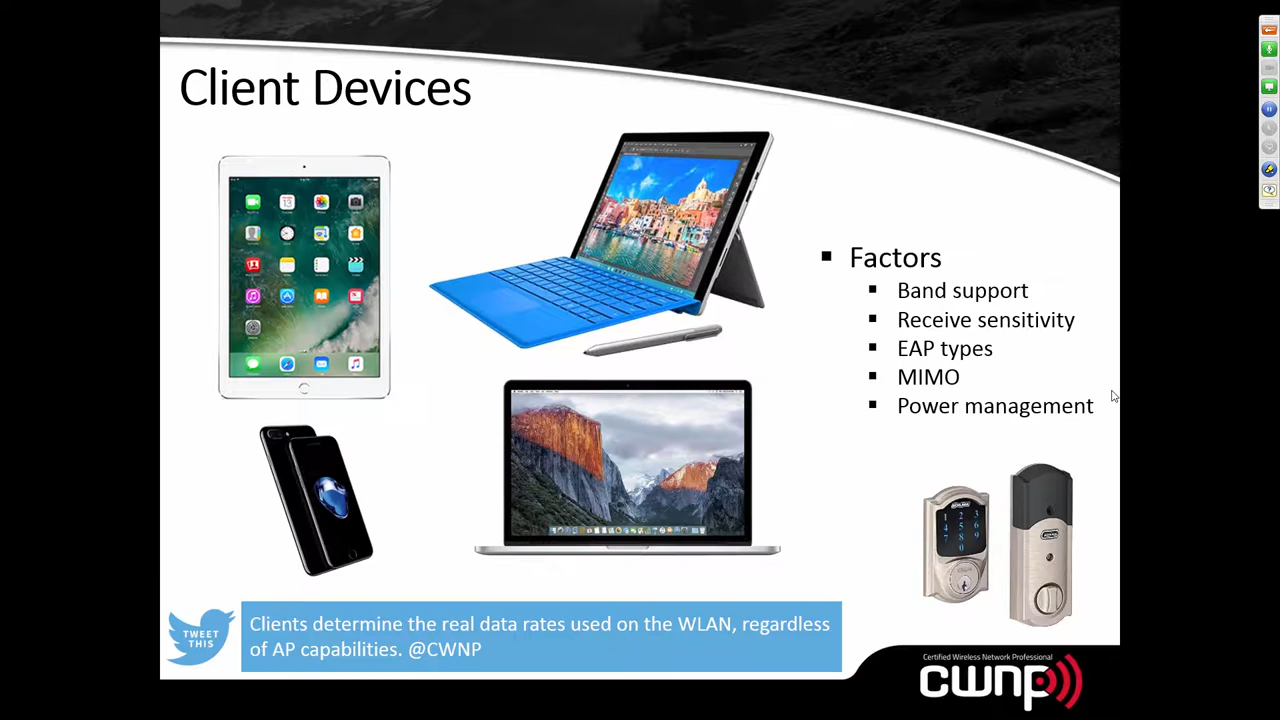 Client Devices
Factors
Band support
Receive sensitivity
EAP types
MIMO
Power management
TWEET
THIS
Clients determine the real data rates used on the WLAN, regardless
of AP capabilities. @CWNP
Certified Wireless Network Professional
cwnp